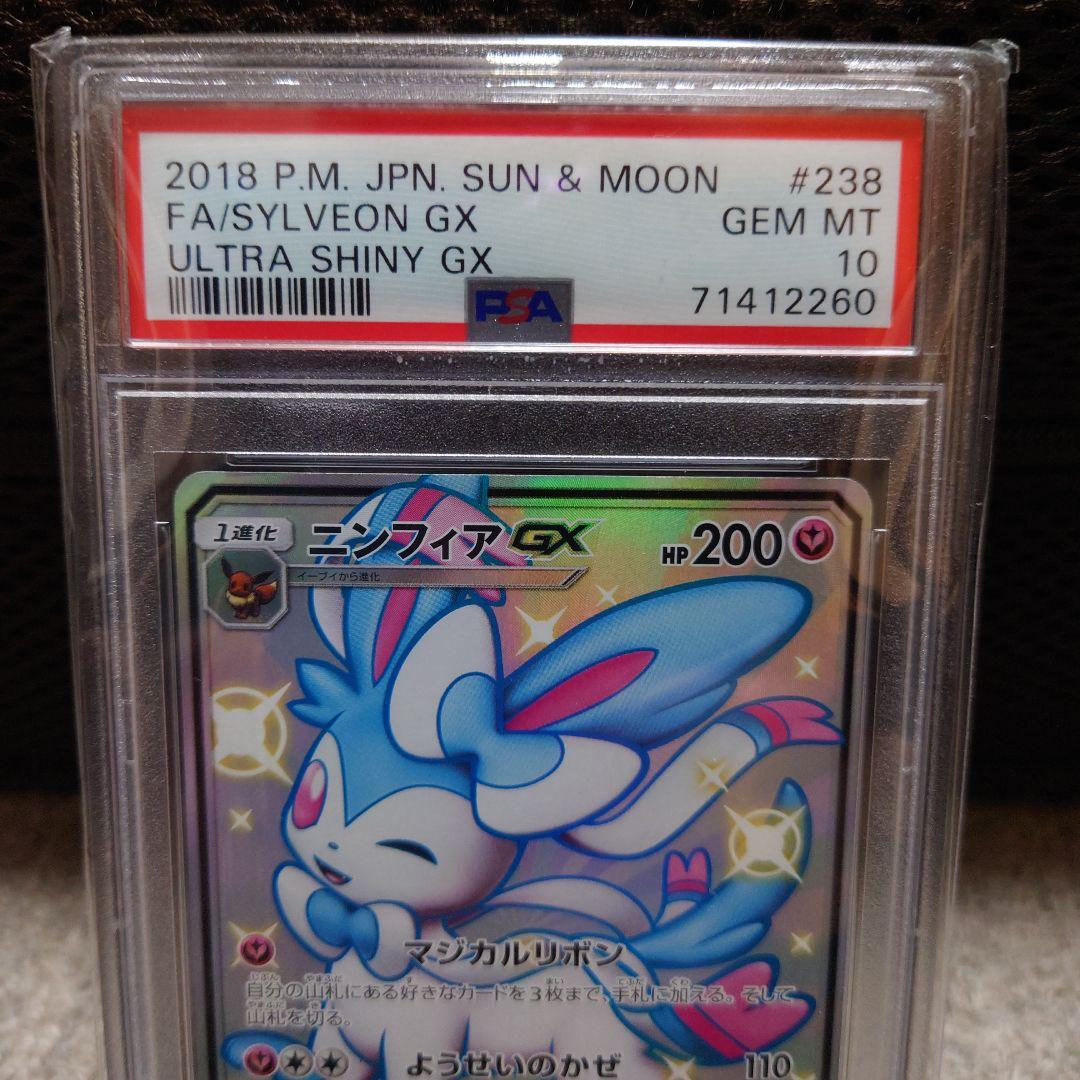 2018 P.M. JPN. SUN & MOON #238
FA/SYLVEON GX GEM MT
ULTRA SHINY GX 10
71412260
PSA
1進化 ニンフィアGX HP200
イーブイから進化
マジカルリボン
自分の山札にある好きなカードを3枚まで、手札に加える。そして
山札を切る。
ようせいのかぜ 110